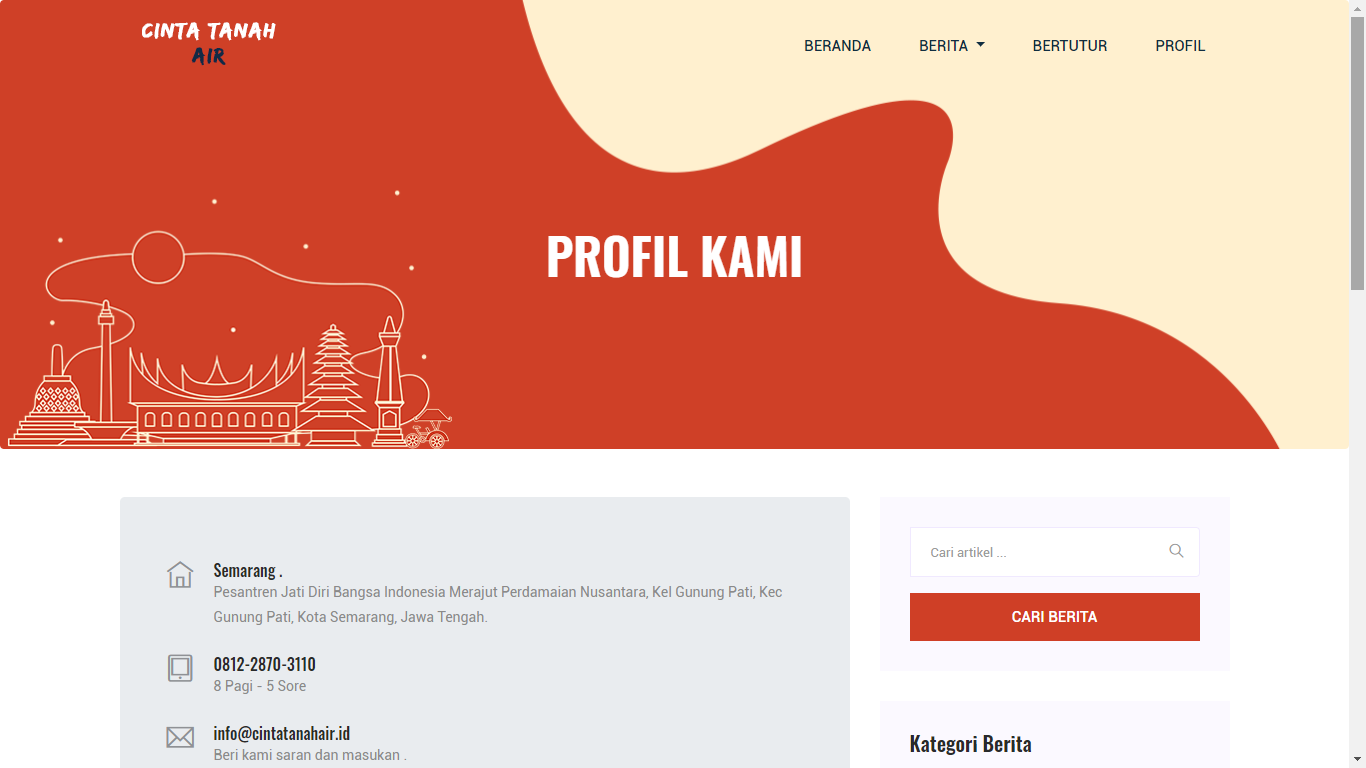 CINTA TANAH
AIR
BERANDA
BERITA
BERTUTUR
PROFIL
PROFIL KAMI
Semarang .
Pesantren Jati Diri Bangsa Indonesia Merajut Perdamaian Nusantara, Kel Gunung Pati, Kec
Gunung Pati, Kota Semarang, Jawa Tengah.
0812-2870-3110
8 Pagi - 5 Sore
info@cintatanahair.id
Beri kami saran dan masukan .
Cari artikel ...
CARI BERITA
Kategori Berita